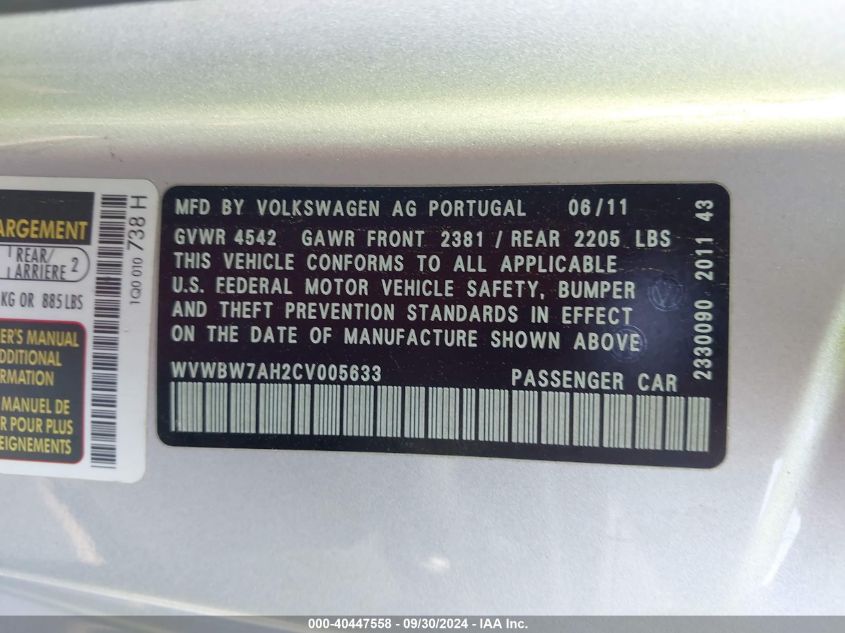 ARGEMENT
REAR/
ARRIÈRE 2
KG OR 885 LBS
ER'S MANUAL
DDITIONAL
RMATION
MANUEL DE
R POUR PLUS
EIGNEMENTS
1Q0 010 738 H
MFD BY VOLKSWAGEN AG PORTUGAL 06/11
GVWR 4542 GAWR FRONT 2381 / REAR 2205 LBS
THIS VEHICLE CONFORMS TO ALL APPLICABLE
U.S. FEDERAL MOTOR VEHICLE SAFETY, BUMPER
AND THEFT PREVENTION STANDARDS IN EFFECT
ON THE DATE OF MANUFACTURE SHOWN ABOVE
WVWBW7AH2CV005633 PASSENGER CAR
2330090 2011 43
000-40447558 - 09/30/2024 - IAA Inc.